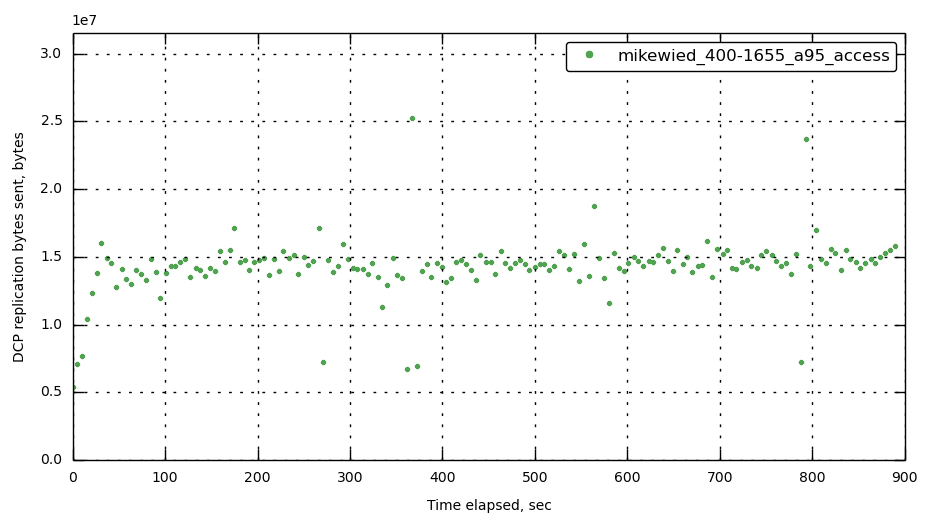 1e7
3.0
2.5
2.0
1.5
1.0
0.5
0.0
DCP replication bytes sent, bytes
mikewied_400-1655_a95_access
0 100 200 300 400 500 600 700 800 900
Time elapsed, sec